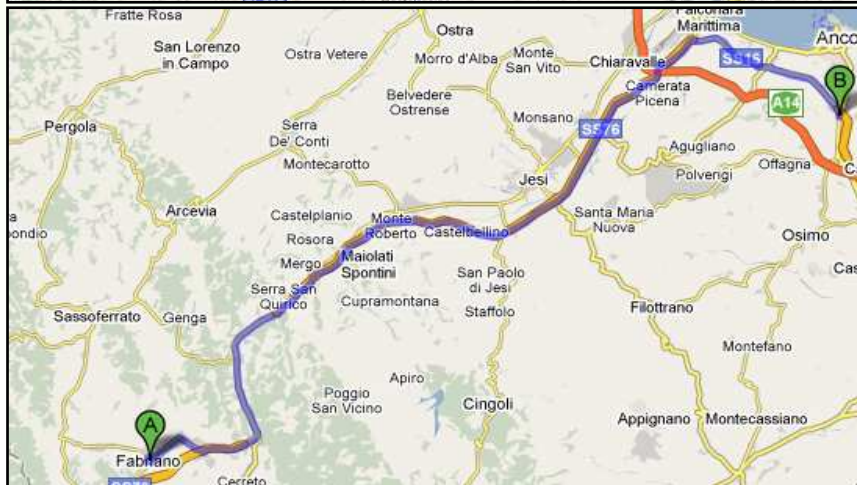 Fratte Rosa
San Lorenzo
in Campo
Ostra Vetere
Ostra
Morro d'Alba
Monte
San Vito
Falconara
Marittima
Anco
Chiaravalle
SS16
B
Camerata
Picena
A14
Belvedere
Ostrense
Monsano
SS76
Pergola
Serra
De' Conti
Montecarotto
Agugliano
Polverigi
Offagna
Jesi
Arcevia
Castelplanio
Monte
Roberto
Castelbellino
Santa Maria
Nuova
Osimo
Rosora
Mergo
Maiolati
Spontini
Cas
Serra San
Quirico
Cupramontana
San Paolo
di Jesi
Staffolo
Filottrano
Sassoferrato
Genga
Montefano
Apiro
Poggio
San Vicino
Cingoli
Appignano
Montecassiano
A
Fabriano
Cerreto